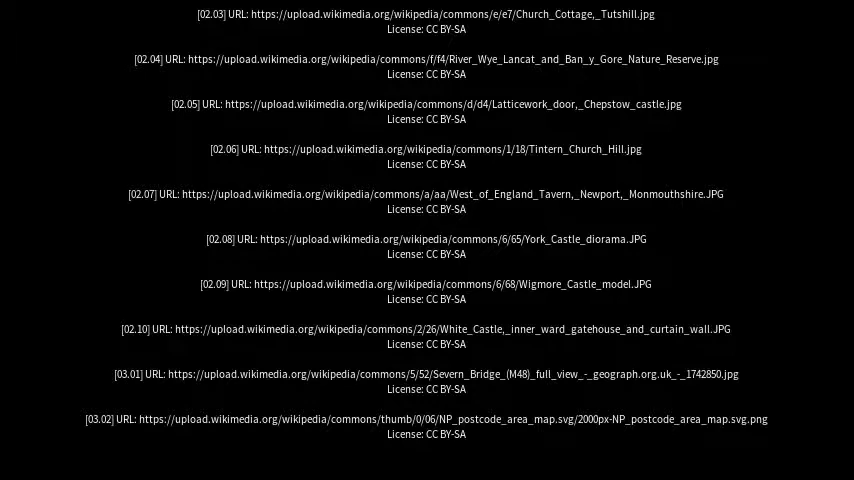 [02.03] URL: https://upload.wikimedia.org/wikipedia/commons/e/e7/Church_Cottage,_Tutshill.jpg
License: CC BY-SA
[02.04] URL: https://upload.wikimedia.org/wikipedia/commons/f/f4/River_Wye_Lancat_and_Ban_y_Gore_Nature_Reserve.jpg
License: CC BY-SA
[02.05] URL: https://upload.wikimedia.org/wikipedia/commons/d/d4/Latticework_door,_Chepstow_castle.jpg
License: CC BY-SA
[02.06] URL: https://upload.wikimedia.org/wikipedia/commons/1/18/Tintern_Church_Hill.jpg
License: CC BY-SA
[02.07] URL: https://upload.wikimedia.org/wikipedia/commons/a/aa/West_of_England_Tavern,_Newport,_Monmouthshire.JPG
License: CC BY-SA
[02.08] URL: https://upload.wikimedia.org/wikipedia/commons/6/65/York_Castle_diorama.JPG
License: CC BY-SA
[02.09] URL: https://upload.wikimedia.org/wikipedia/commons/6/68/Wigmore_Castle_model.JPG
License: CC BY-SA
[02.10] URL: https://upload.wikimedia.org/wikipedia/commons/2/26/White_Castle,_inner_ward_gatehouse_and_curtain_wall.JPG
License: CC BY-SA
[03.01] URL: https://upload.wikimedia.org/wikipedia/commons/5/52/Severn_Bridge_(M48)_full_view_-_geograph.org.uk_-_1742850.jpg
License: CC BY-SA
[03.02] URL: https://upload.wikimedia.org/wikipedia/commons/thumb/0/06/NP_postcode_area_map.svg/2000px-NP_postcode_area_map.svg.png
License: CC BY-SA